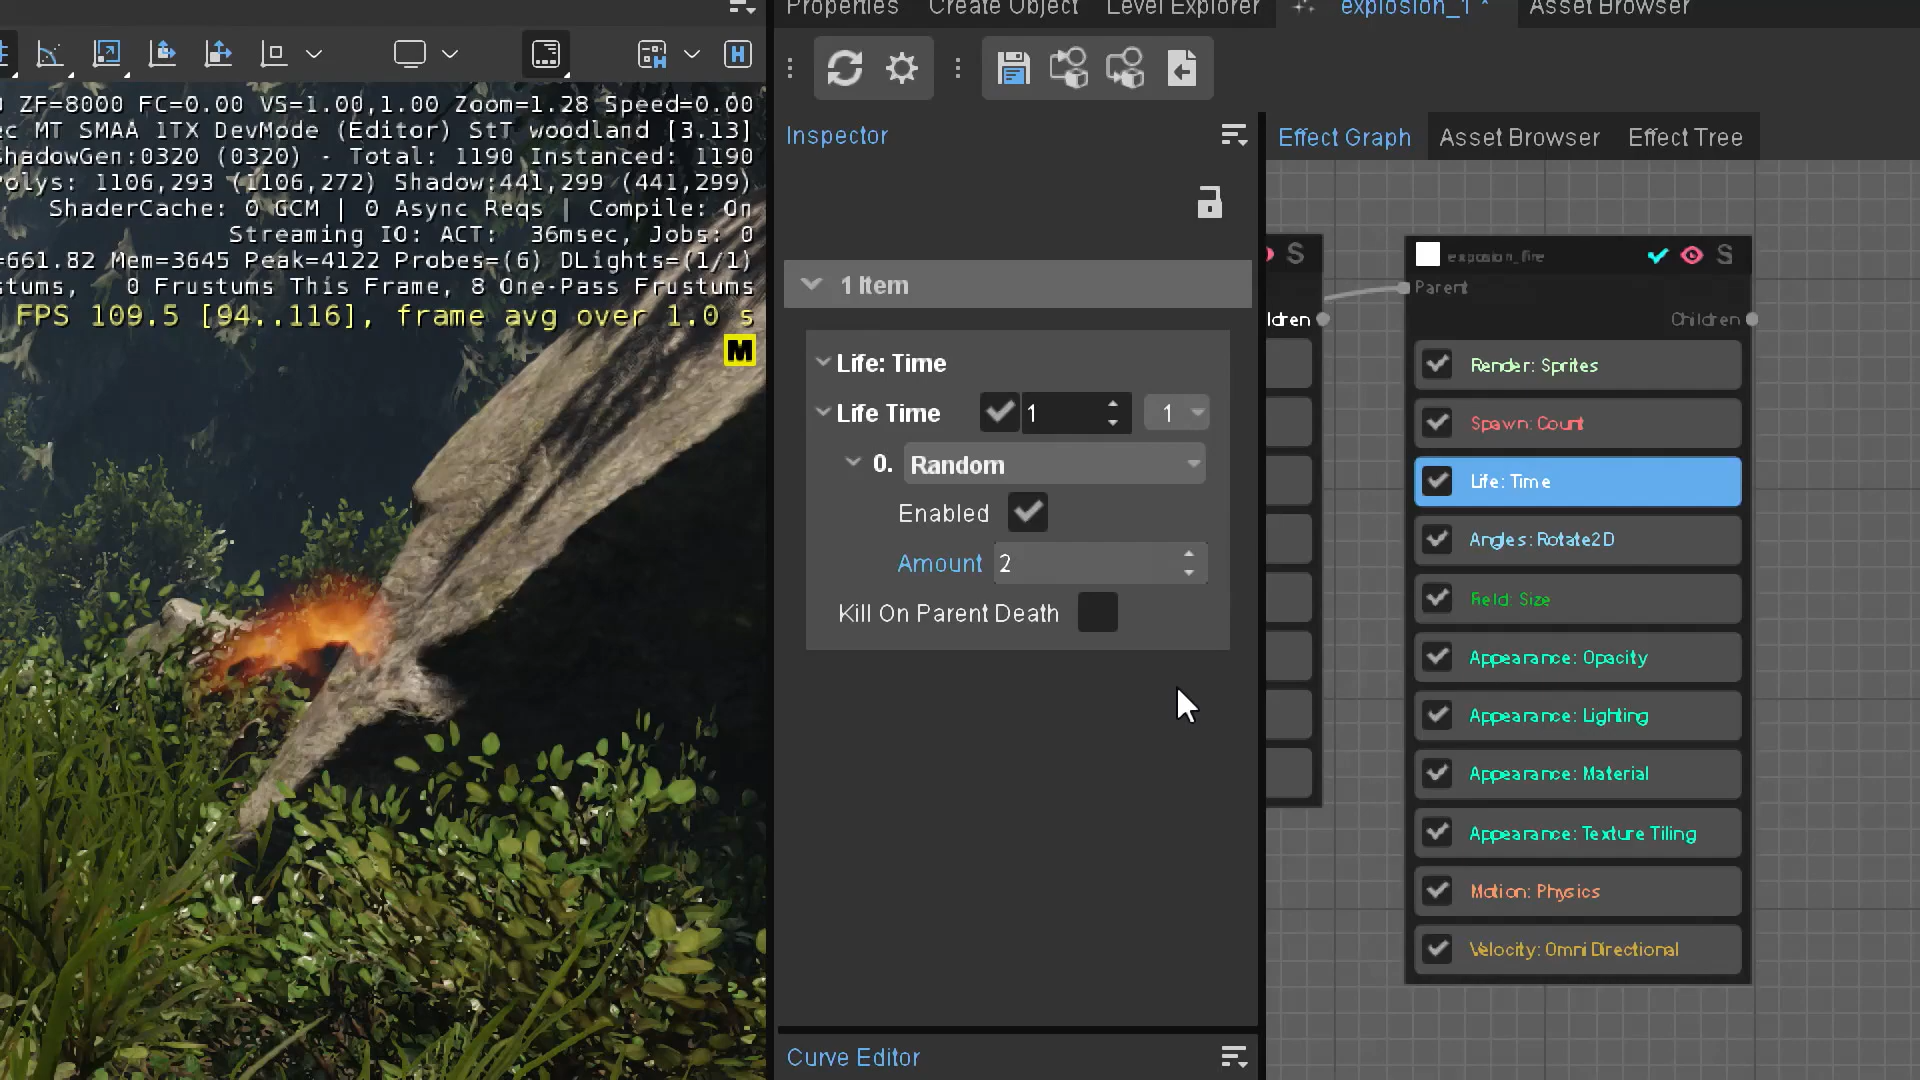 Properties Create Object Level Explorer explosion_1 * Asset Browser
ZF=8000 FC=0.00 VS=1.00,1.00 Zoom=1.28 Speed=0.00
MT SMAA 1TX DevMode (Editor) StT woodland [3.13]
ShadowGen:0320 (0320) - Total: 1190 Instanced: 1190
1106,293 (1106,272) Shadow:441,299 (441,299)
ShaderCache: 0 GCM | 0 Async Reqs | Compile: On
Streaming IO: ACT: 36msec, Jobs: 0
=661.82 Mem=3645 Peak=4122 Probes=(6) DLights=(1/1)
0 Frustums This Frame, 8 One-Pass Frustums
FPS 109.5 [94..116], frame avg over 1.0 s
M
H
Inspector
1 Item
Life: Time
Life Time 1 1
0. Random
Enabled
Amount 2
Kill On Parent Death
Curve Editor
Effect Graph Asset Browser Effect Tree
S
explosion_fire S
Parent
Children
Render: Sprites
Spawn: Count
Life: Time
Angles: Rotate2D
Field: Size
Appearance: Opacity
Appearance: Lighting
Appearance: Material
Appearance: Texture Tiling
Motion: Physics
Velocity: OmniDirectional